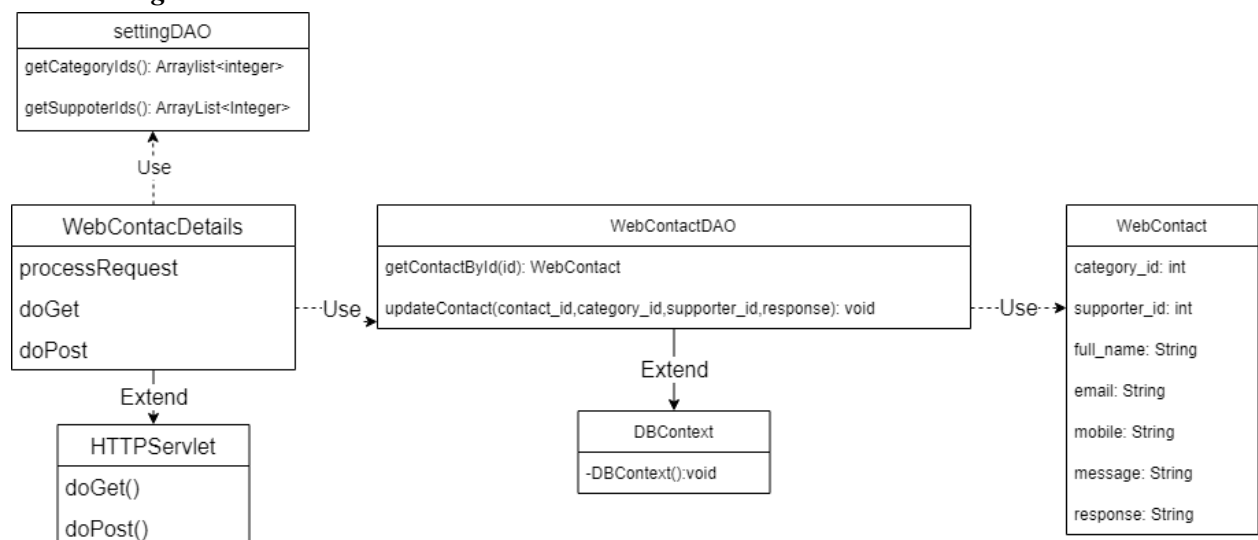 settingDAO
getCategoryIds(): Arraylist<integer>
getSuppoterIds(): ArrayList<Integer>
Use
WebContacDetails
processRequest
doGet
doPost
Use
WebContactDAO
getContactById(id): WebContact
updateContact(contact_id,category_id,supporter_id,response): void
Use
WebContact
category_id: int
supporter_id: int
full_name: String
email: String
mobile: String
message: String
response: String
Extend
HTTPServlet
doGet()
doPost()
Extend
DBContext
-DBContext():void